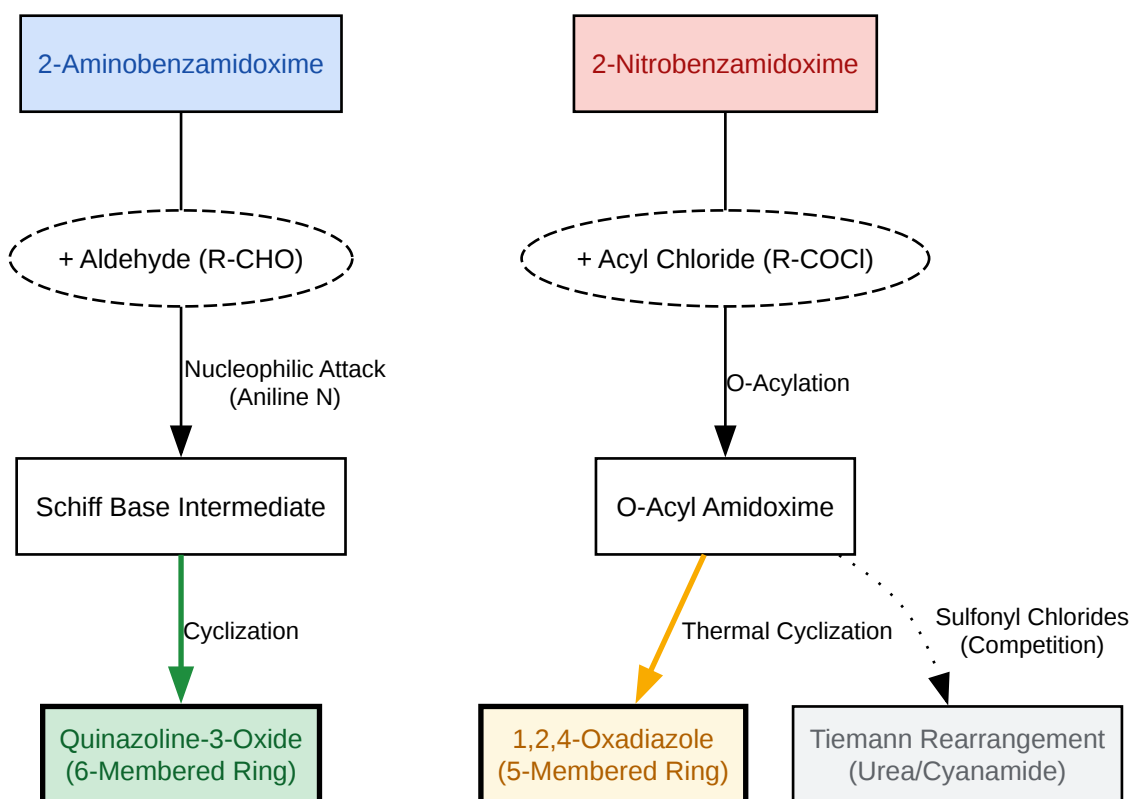 2-Aminobenzamidoxime
2-Nitrobenzamidoxime
+ Aldehyde (R-CHO)
+ Acyl Chloride (R-COCl)
Nucleophilic Attack
(Aniline N)
O-Acylation
Schiff Base Intermediate
O-Acyl Amidoxime
Cyclization
Thermal Cyclization
Sulfonyl Chlorides
(Competition)
Quinazoline-3-Oxide
(6-Membered Ring)
1,2,4-Oxadiazole
(5-Membered Ring)
Tiemann Rearrangement
(Urea/Cyanamide)